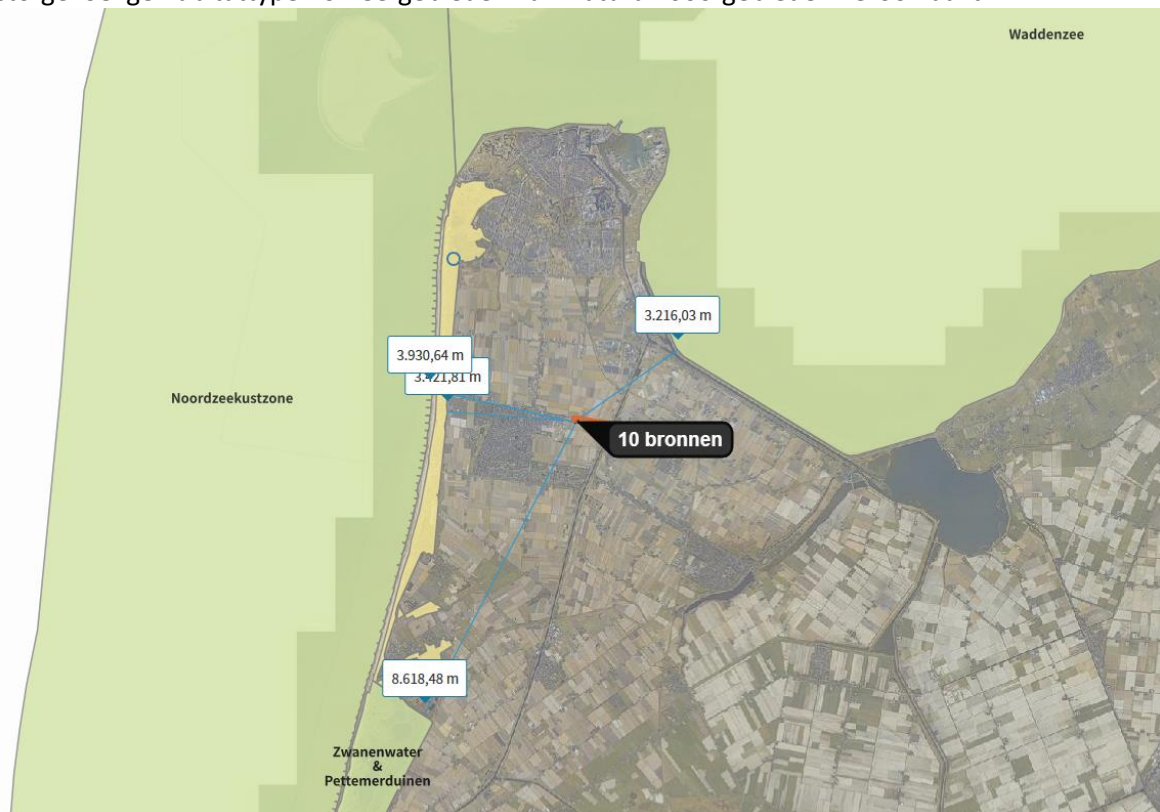 Waddenzee
3.216,03 m
3.930,64 m
3.421,81 m
Noordzeekustzone
10 bronnen
8.618,48 m
Zwanenwater
&
Pettemerduinen